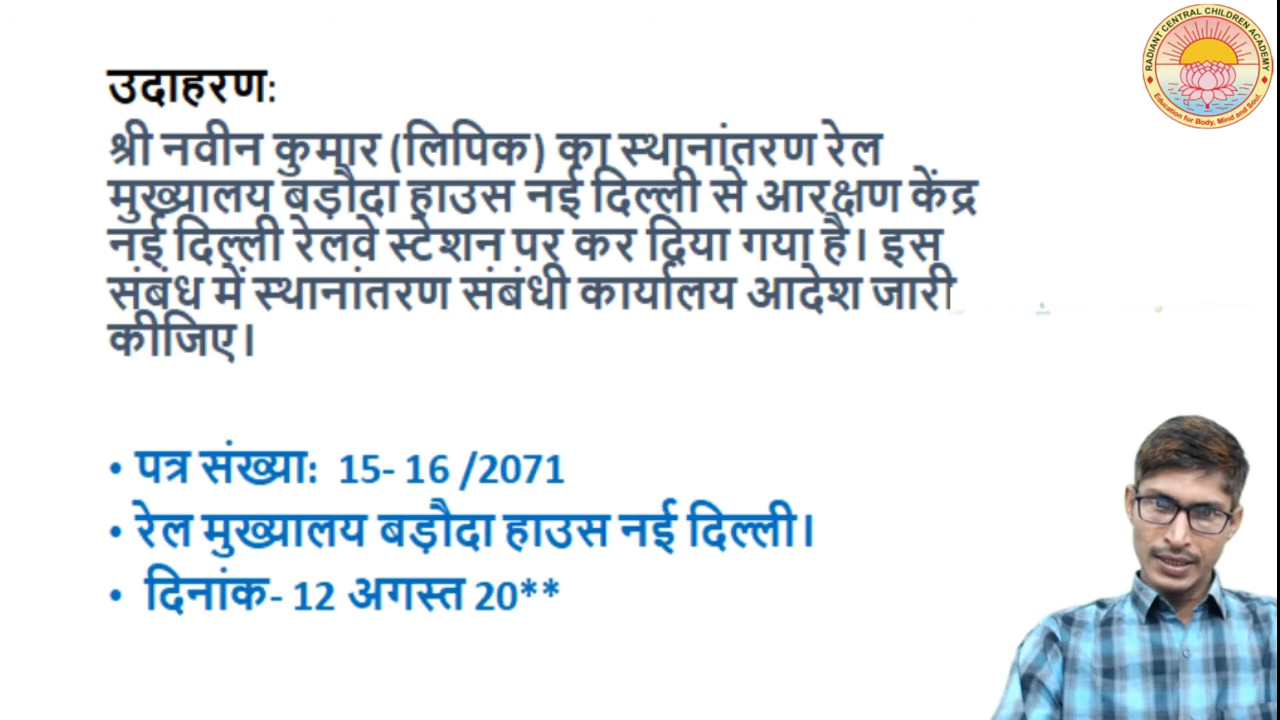 RADIANT CENTRAL CHILDREN ACADEMY
Education for Body, Mind and Soul.
उदाहरण:
श्री नवीन कुमार (लिपिक) का स्थानांतरण रेल
मुख्यालय बड़ौदा हाउस नई दिल्ली से आरक्षण केंद्र
नई दिल्ली रेलवे स्टेशन पर कर दिया गया है। इस
संबंध में स्थानांतरण संबंधी कार्यालय आदेश जारी
कीजिए।
• पत्र संख्या: 15- 16 /2071
• रेल मुख्यालय बड़ौदा हाउस नई दिल्ली।
• दिनांक- 12 अगस्त 20**